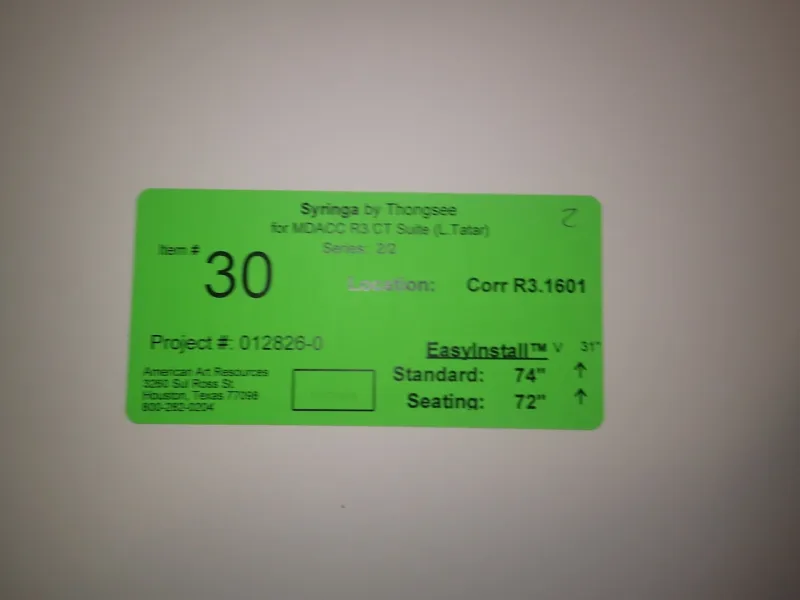 Syringa by Thongsee
2
for MDACC R3 CT Suite (L.Tatar)
Series: 2/2
Item #
30
Location: Corr R3.1601
Project #: 012826-0
EasyInstall™ V 31"
Standard: 74" ↑
Seating: 72" ↑
American Art Resources
3260 Sul Ross St.
Houston, Texas 77098
800-282-0204